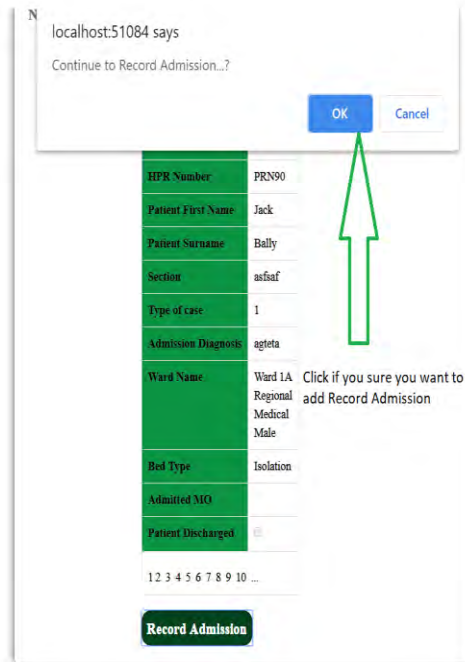 N
localhost:51084 says
Continue to Record Admission...?
OK Cancel
HPR Number PRN90
Patient First Name Jack
Patient Surname Bally
Section asfsaf
Type of case 1
Admission Diagnosis agteta
Ward Name Ward 1A
Regional
Medical
Male
Click if you sure you want to
add Record Admission
Bed Type Isolation
Admitted MO
Patient Discharged
1 2 3 4 5 6 7 8 9 10 ...
Record Admission